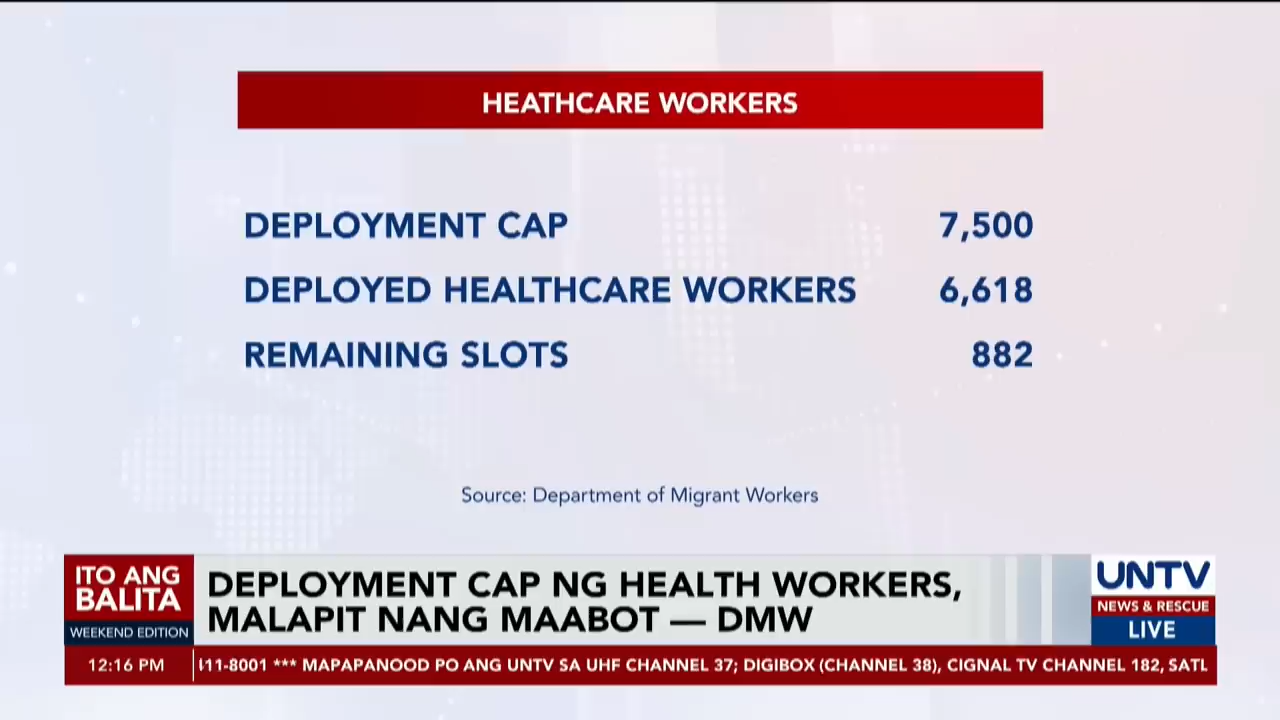 HEATHCARE WORKERS
DEPLOYMENT CAP 7,500
DEPLOYED HEALTHCARE WORKERS 6,618
REMAINING SLOTS 882
Source: Department of Migrant Workers
ITO ANG
BALITA
WEEKEND EDITION
DEPLOYMENT CAP NG HEALTH WORKERS,
MALAPIT NANG MAABOT — DMW
UNTV
NEWS & RESCUE
LIVE
12:16 PM
411-8001 *** MAPAPANOOD PO ANG UNTV SA UHF CHANNEL 37; DIGIBOX (CHANNEL 38), CIGNAL TV CHANNEL 182, SATL